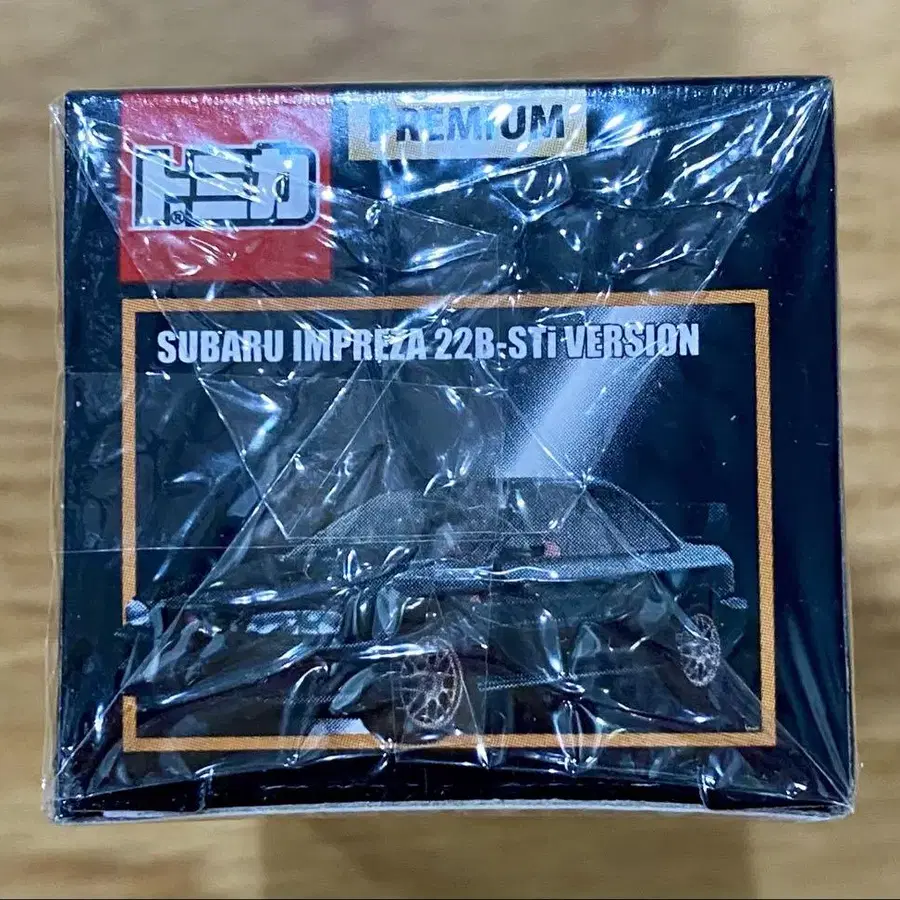 PREMIUM
トミカ®
SUBARU IMPREZA 22B-STi VERSION